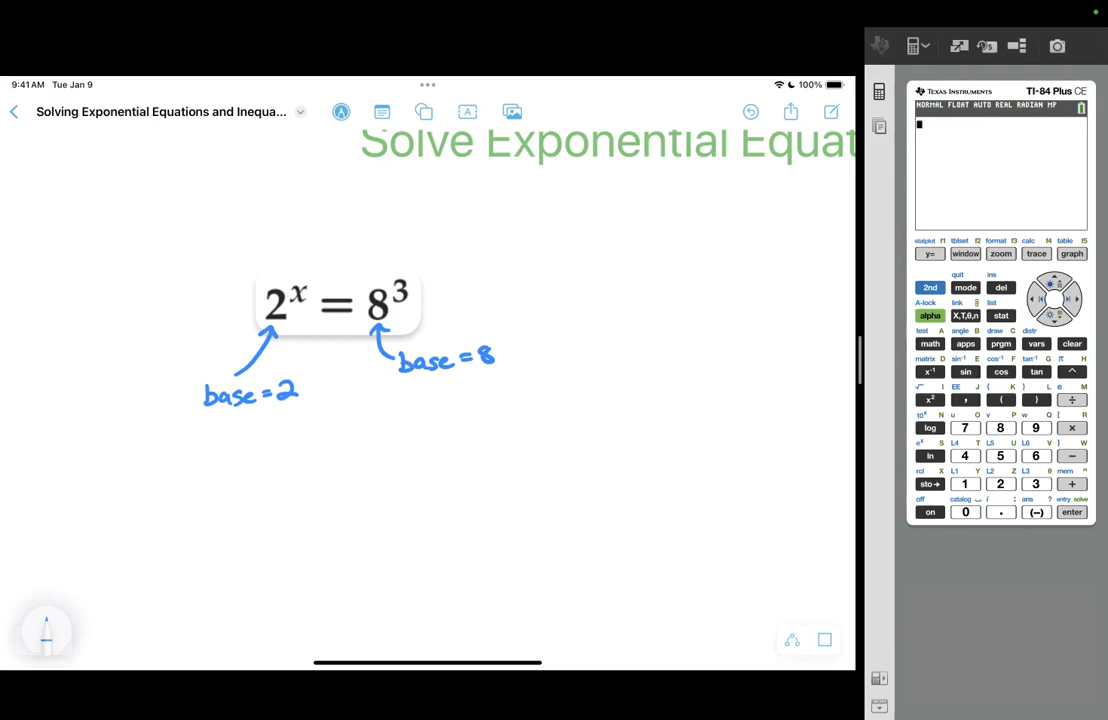 9:41 AM Tue Jan 9
100%
Solving Exponential Equations and Inequa...
Solve Exponential Equat
2ˣ = 8³
base = 8
base = 2
TEXAS INSTRUMENTS TI-84 Plus CE
NORMAL FLOAT AUTO REAL RADIAN MP
statplot f1 tblset f2 format f3 calc f4 table f5
y= window zoom trace graph
quit ins
2nd mode del
A-lock link list
alpha X,T,θ,n stat
test A angle B draw C distr
math apps prgm vars clear
matrix D sin⁻¹ E cos⁻¹ F tan⁻¹ G π H
x⁻¹ sin cos tan ^
√ I EE J { K } L e M
x² , ( ) ÷
10ˣ N u O v P w Q [ R
log 7 8 9 ×
eˣ S L4 T L5 U L6 V ] W
ln 4 5 6 −
rcl X L1 Y L2 Z L3 θ mem "
sto→ 1 2 3 +
off catalog i : ans ? entry solve
on 0 . (−) enter